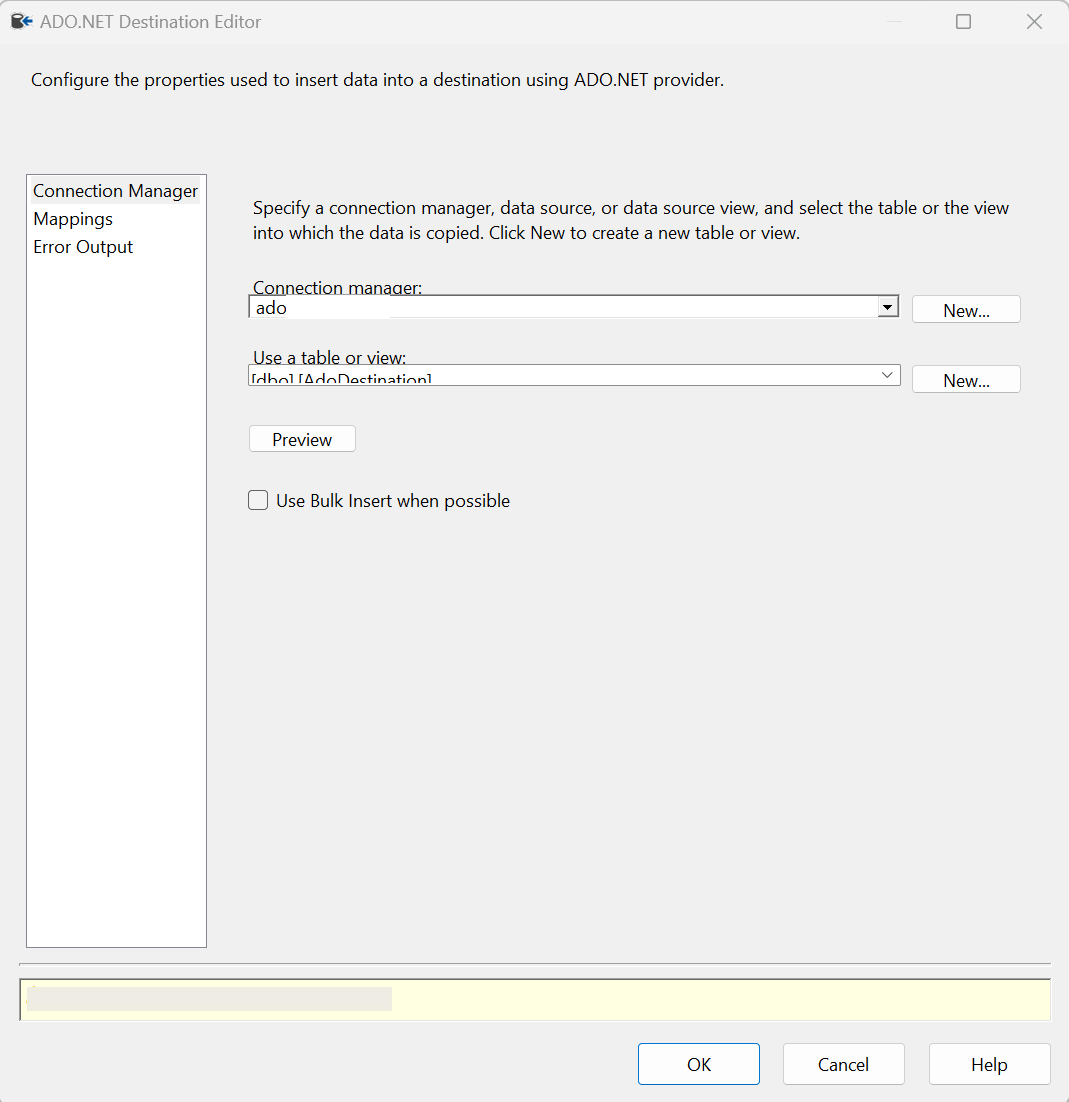 ADO.NET Destination Editor
Configure the properties used to insert data into a destination using ADO.NET provider.
Connection Manager
Mappings
Error Output
Specify a connection manager, data source, or data source view, and select the table or the view
into which the data is copied. Click New to create a new table or view.
Connection manager:
ado
New...
Use a table or view:
[dbo].[AdoDestination]
New...
Preview
Use Bulk Insert when possible
OK
Cancel
Help